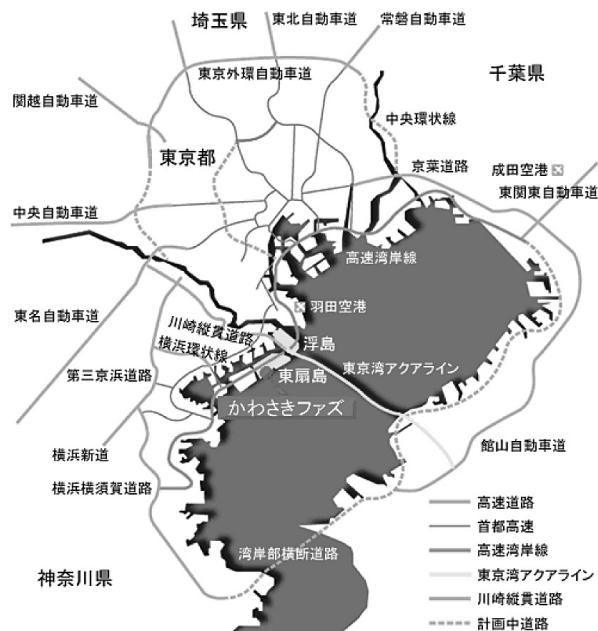 埼玉県
東北自動車道
常磐自動車道
東京外環自動車道
千葉県
関越自動車道
中央環状線
東京都
京葉道路
成田空港
東関東自動車道
中央自動車道
高速湾岸線
羽田空港
東名自動車道
川崎縦貫道路
浮島
横浜環状線
東京湾アクアライン
第三京浜道路
東扇島
かわさきファズ
館山自動車道
横浜新道
横浜横須賀道路
湾岸部横断道路
神奈川県
高速道路
首都高速
高速湾岸線
東京湾アクアライン
川崎縦貫道路
計画中道路